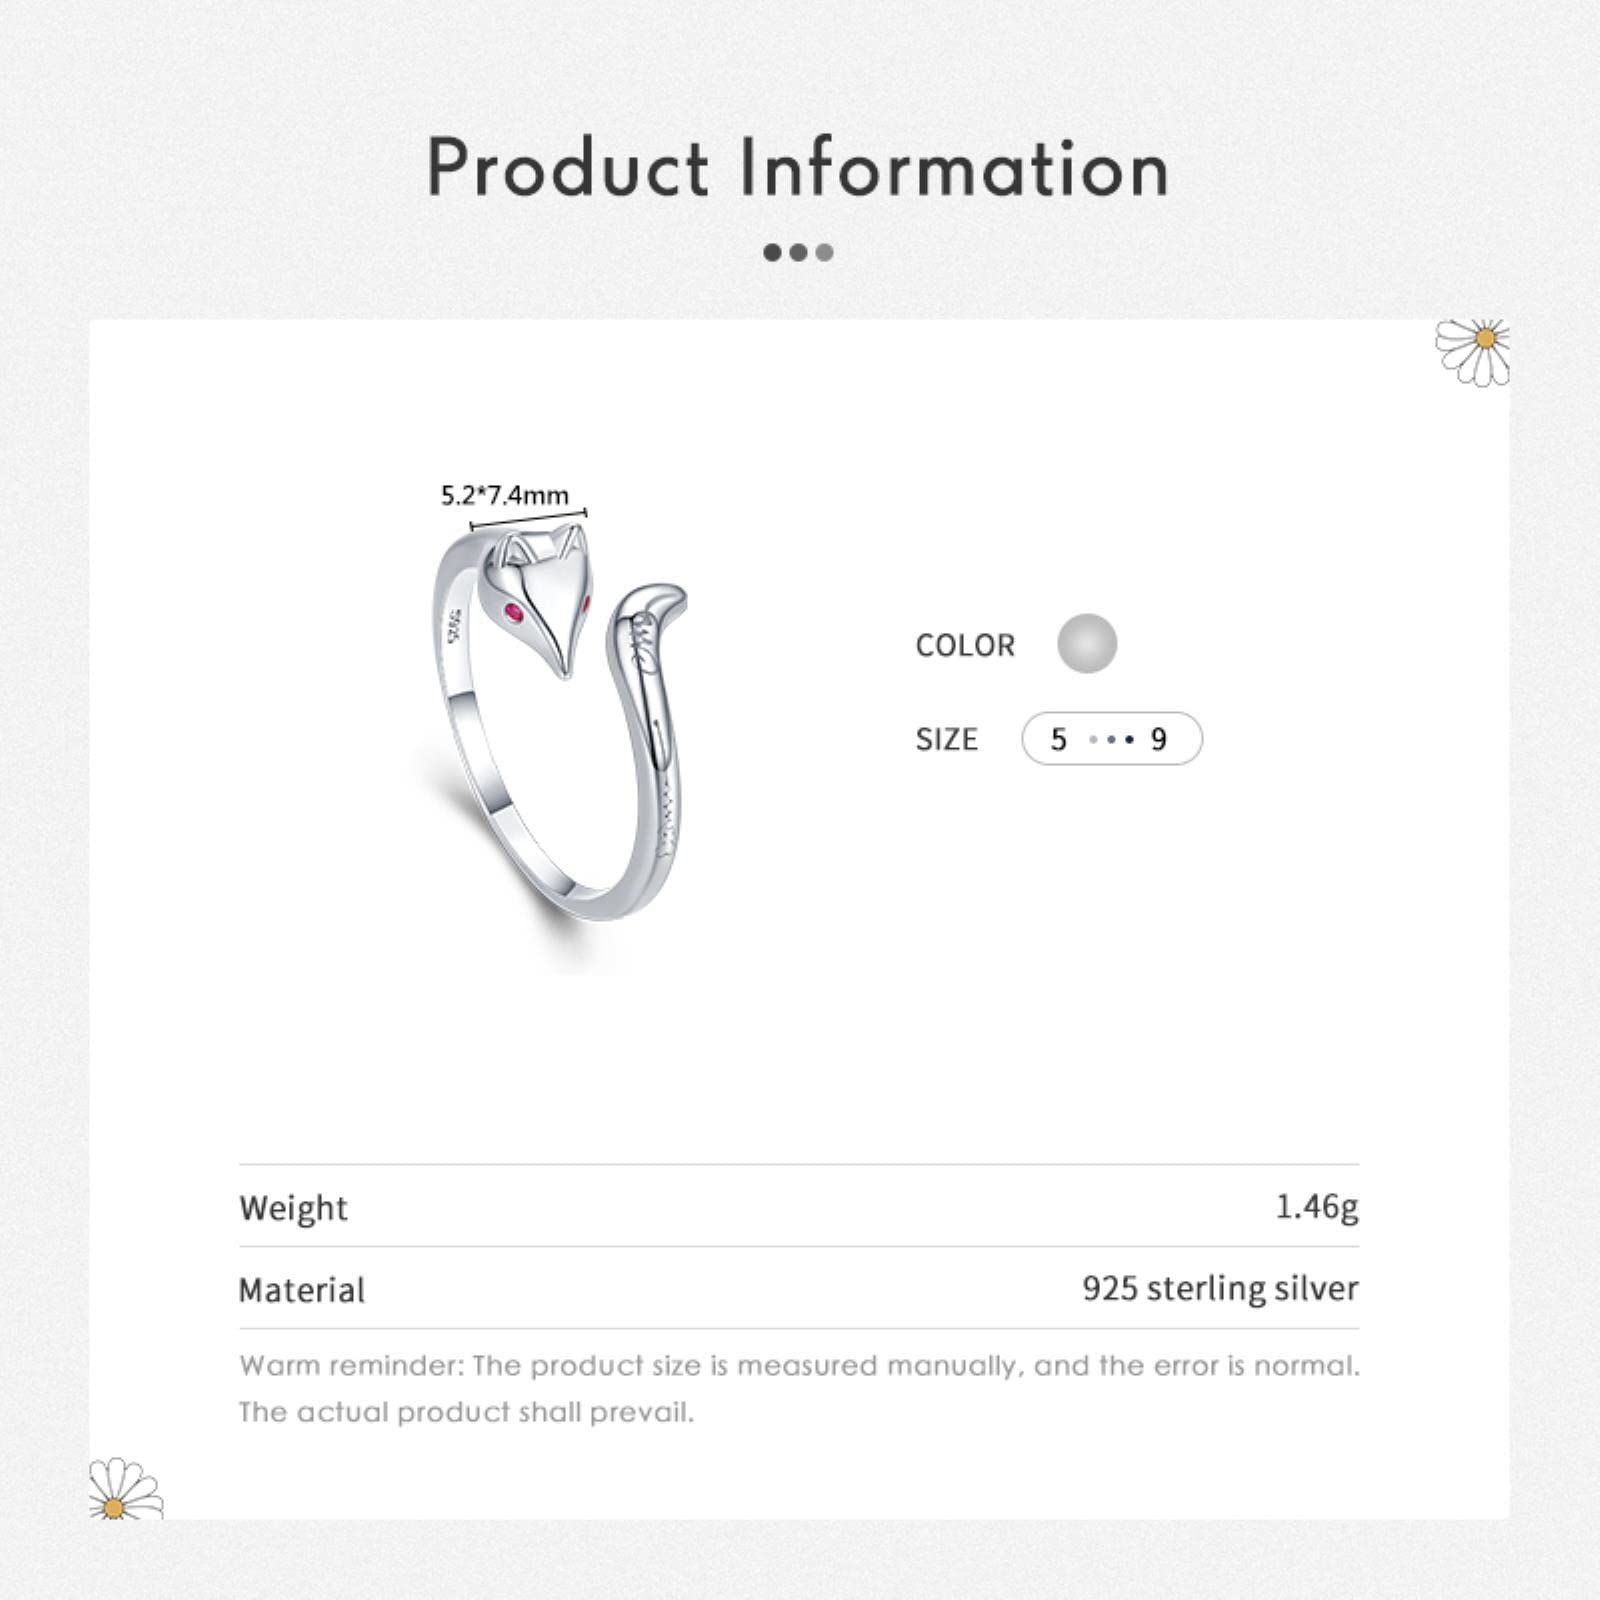 Product Information
5.2*7.4mm
S925
COLOR
SIZE 5 ••• 9
Weight 1.46g
Material 925 sterling silver
Warm reminder: The product size is measured manually, and the error is normal.
The actual product shall prevail.